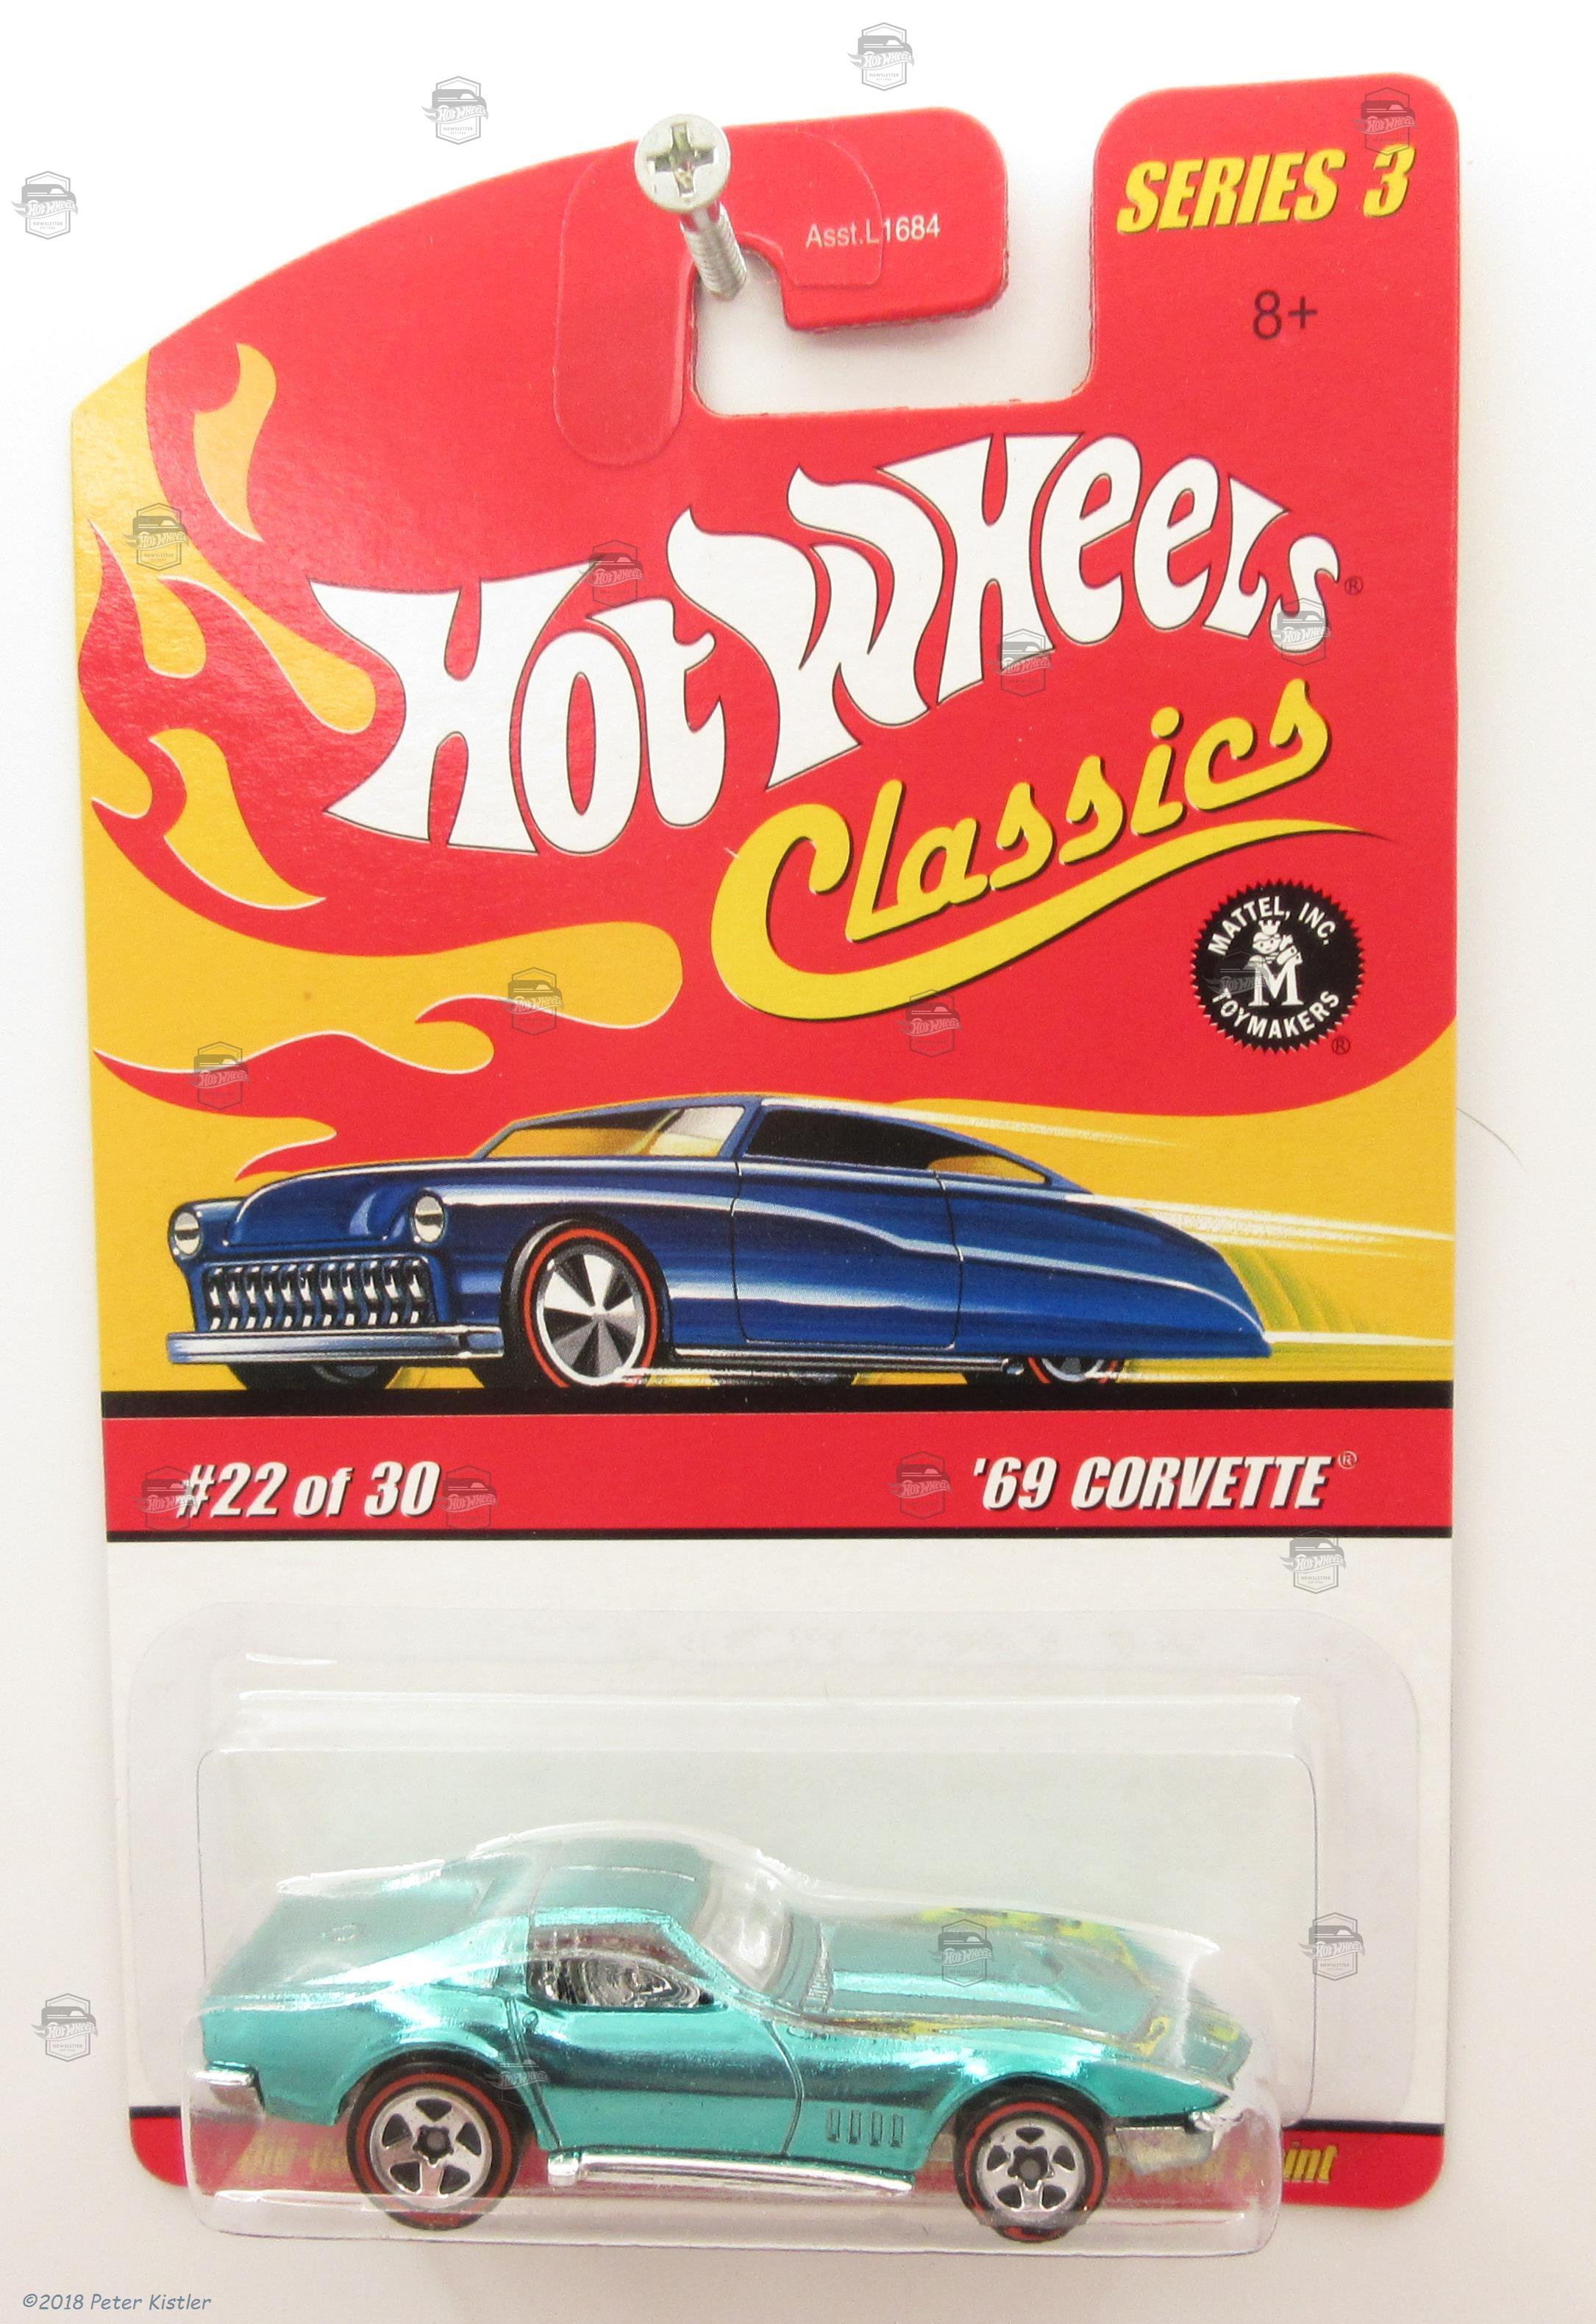 SERIES 3
Asst.L1684
8+
Hot Wheels®
Classics
MATTEL, INC.
M
TOYMAKERS
®
#22 of 30
'69 CORVETTE®
©2018 Peter Kistler